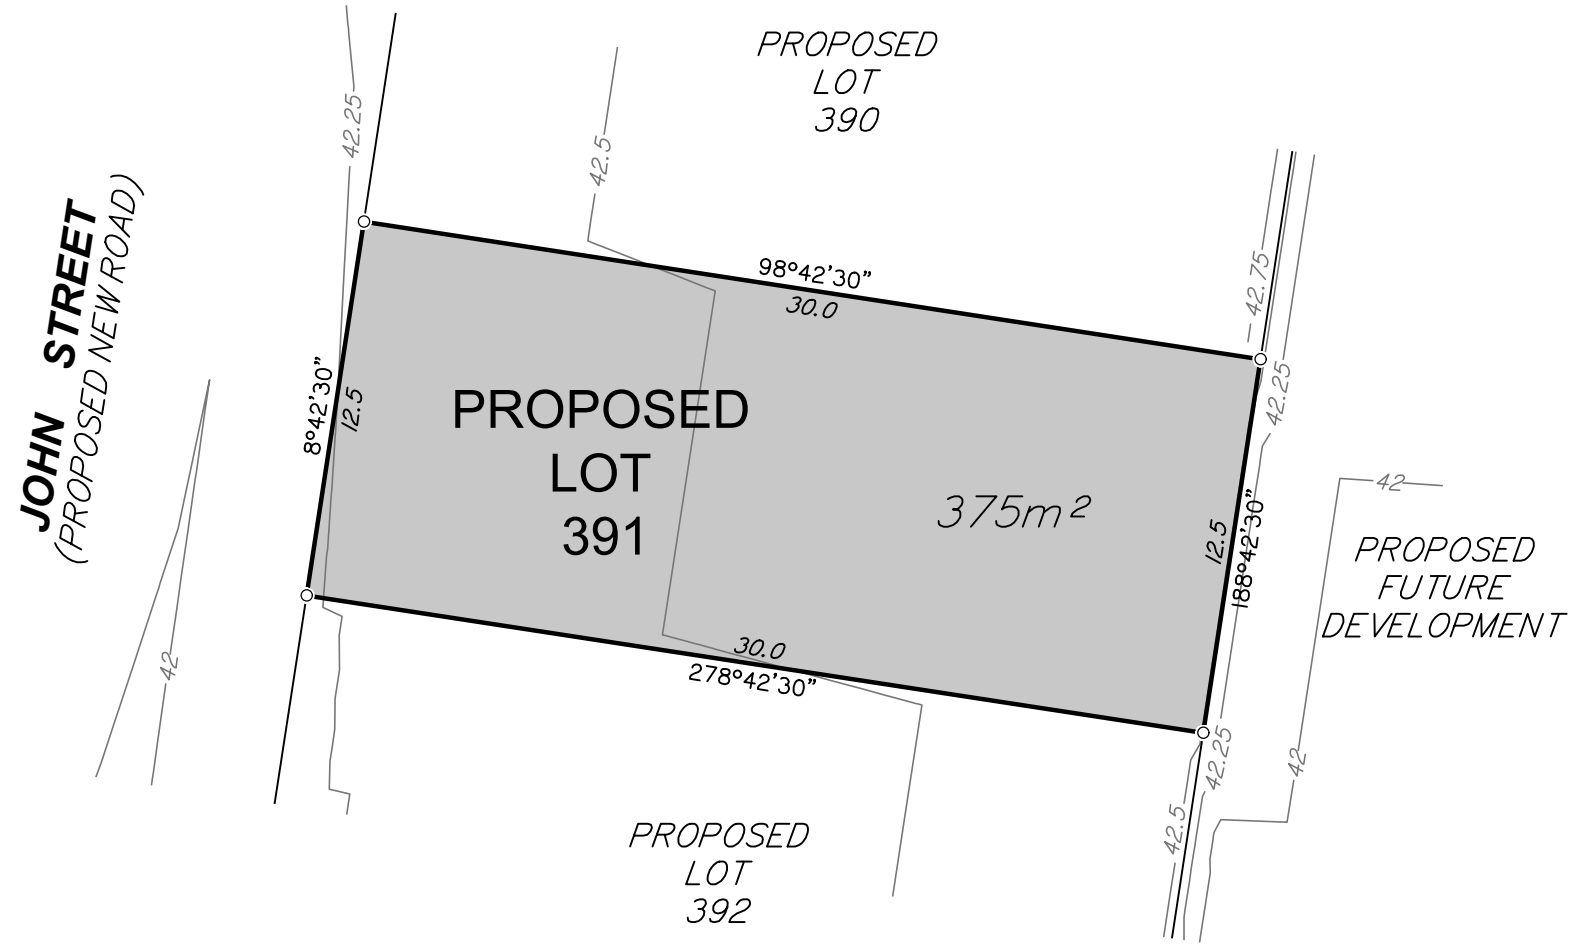 PROPOSED
LOT
390
42.25
42.5
JOHN STREET
(PROPOSED NEW ROAD)
98°42'30"
30.0
42.75
42.25
8°42'30"
12.5
PROPOSED
LOT
391
375m²
12.5
188°42'30"
42
PROPOSED
FUTURE
DEVELOPMENT
42
30.0
278°42'30"
42.25
42
42.5
PROPOSED
LOT
392